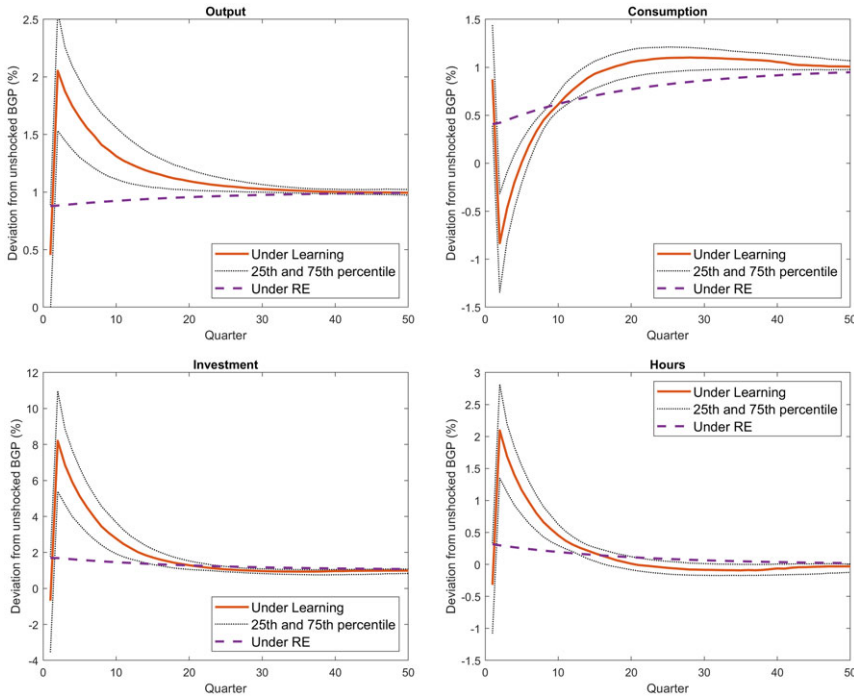 Output
Deviation from unshocked BGP (%)
2.5
2
1.5
1
0.5
0
Under Learning
25th and 75th percentile
Under RE
0 10 20 30 40 50
Quarter
Consumption
Deviation from unshocked BGP (%)
1.5
1
0.5
0
-0.5
-1
-1.5
Under Learning
25th and 75th percentile
Under RE
0 10 20 30 40 50
Quarter
Investment
Deviation from unshocked BGP (%)
12
10
8
6
4
2
0
-2
-4
Under Learning
25th and 75th percentile
Under RE
0 10 20 30 40 50
Quarter
Hours
Deviation from unshocked BGP (%)
3
2.5
2
1.5
1
0.5
0
-0.5
-1
-1.5
Under Learning
25th and 75th percentile
Under RE
0 10 20 30 40 50
Quarter